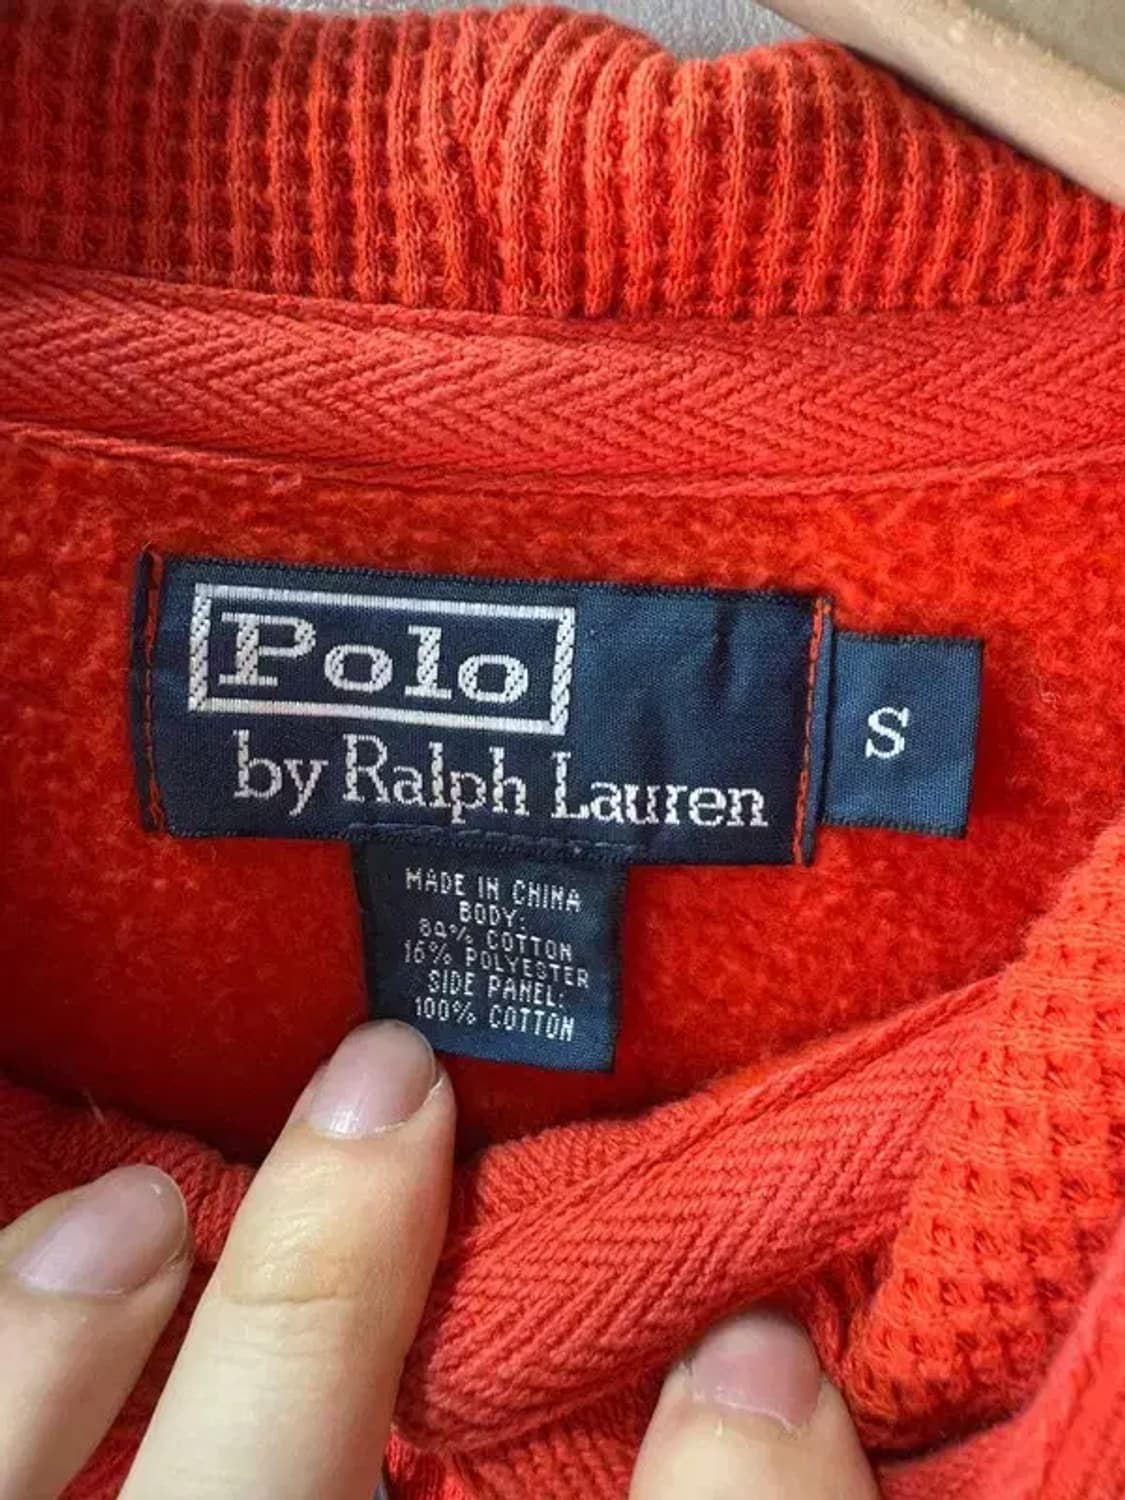 Polo
by Ralph Lauren
S
MADE IN CHINA
BODY:
84% COTTON
16% POLYESTER
SIDE PANEL:
100% COTTON